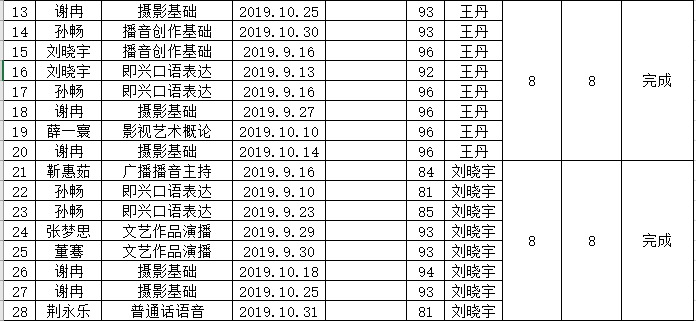 13 谢冉 摄影基础 2019.10.25 93 王丹
14 孙畅 播音创作基础 2019.10.30 93 王丹
15 刘晓宇 播音创作基础 2019.9.16 96 王丹
16 刘晓宇 即兴口语表达 2019.9.13 92 王丹
17 孙畅 即兴口语表达 2019.9.16 96 王丹 8 8 完成
18 谢冉 摄影基础 2019.9.27 96 王丹
19 薛一寰 影视艺术概论 2019.10.10 96 王丹
20 谢冉 摄影基础 2019.10.14 96 王丹
21 靳惠茹 广播播音主持 2019.9.16 84 刘晓宇
22 孙畅 即兴口语表达 2019.9.10 81 刘晓宇
23 孙畅 即兴口语表达 2019.9.23 85 刘晓宇
24 张梦思 文艺作品演播 2019.9.29 93 刘晓宇
25 董骞 文艺作品演播 2019.9.30 93 刘晓宇 8 8 完成
26 谢冉 摄影基础 2019.10.18 94 刘晓宇
27 谢冉 摄影基础 2019.10.25 93 刘晓宇
28 荆永乐 普通话语音 2019.10.31 81 刘晓宇